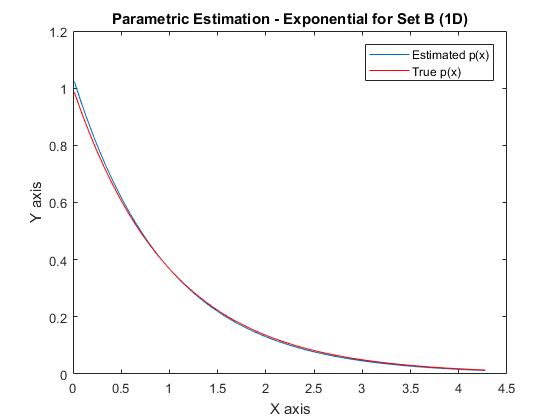 Parametric Estimation - Exponential for Set B (1D)
1.2
1
0.8
0.6
0.4
0.2
0
Y axis
Estimated p(x)
True p(x)
0 0.5 1 1.5 2 2.5 3 3.5 4 4.5
X axis